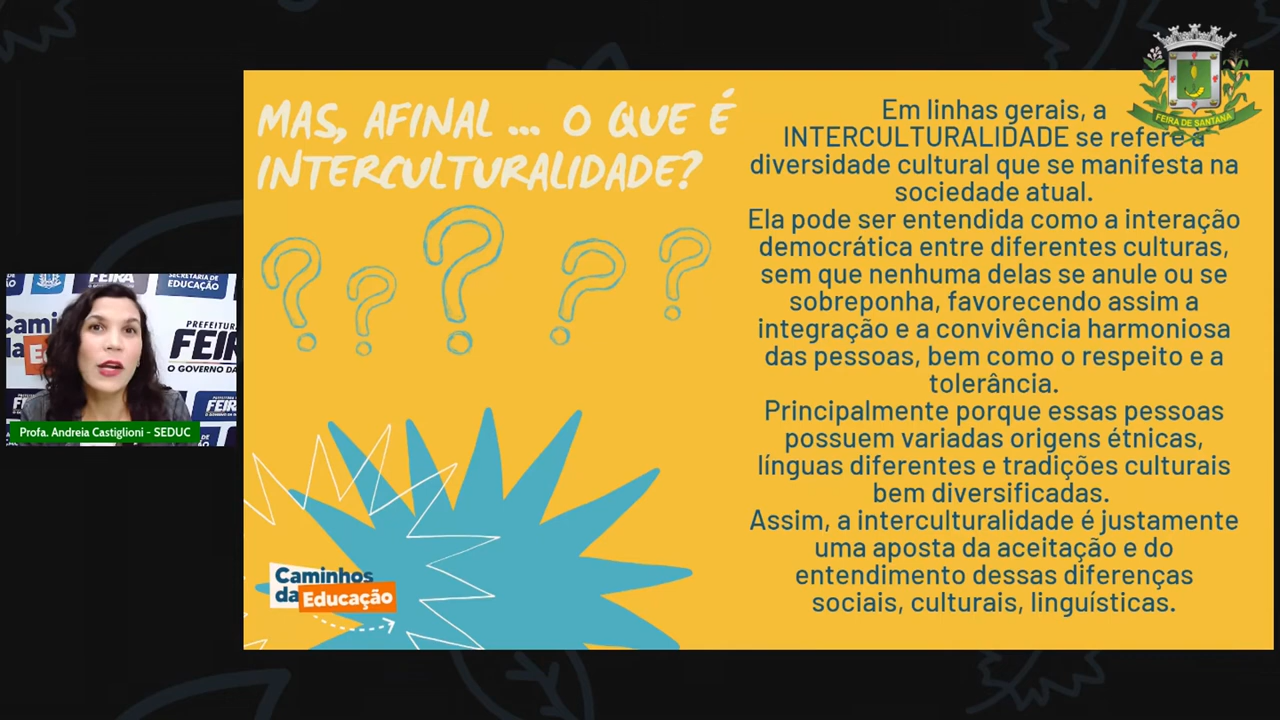 MAS, AFINAL ... O QUE É
INTERCULTURALIDADE?
Em linhas gerais, a
INTERCULTURALIDADE se refere a
diversidade cultural que se manifesta na
sociedade atual.
Ela pode ser entendida como a interação
democrática entre diferentes culturas,
sem que nenhuma delas se anule ou se
sobreponha, favorecendo assim a
integração e a convivência harmoniosa
das pessoas, bem como o respeito e a
tolerância.
Principalmente porque essas pessoas
possuem variadas origens étnicas,
línguas diferentes e tradições culturais
bem diversificadas.
Assim, a interculturalidade é justamente
uma aposta da aceitação e do
entendimento dessas diferenças
sociais, culturais, linguísticas.
FEIRA DE SANTANA
Caminhos
da Educação
FEIRA
SECRETARIA DE
EDUCAÇÃO
PREFEITURA
FEIR
O GOVERNO DA
Profa. Andreia Castiglioni - SEDUC